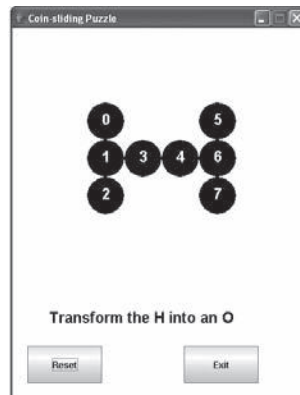 Coin-sliding Puzzle
0 5
1 3 4 6
2 7
Transform the H into an O
Reset Exit